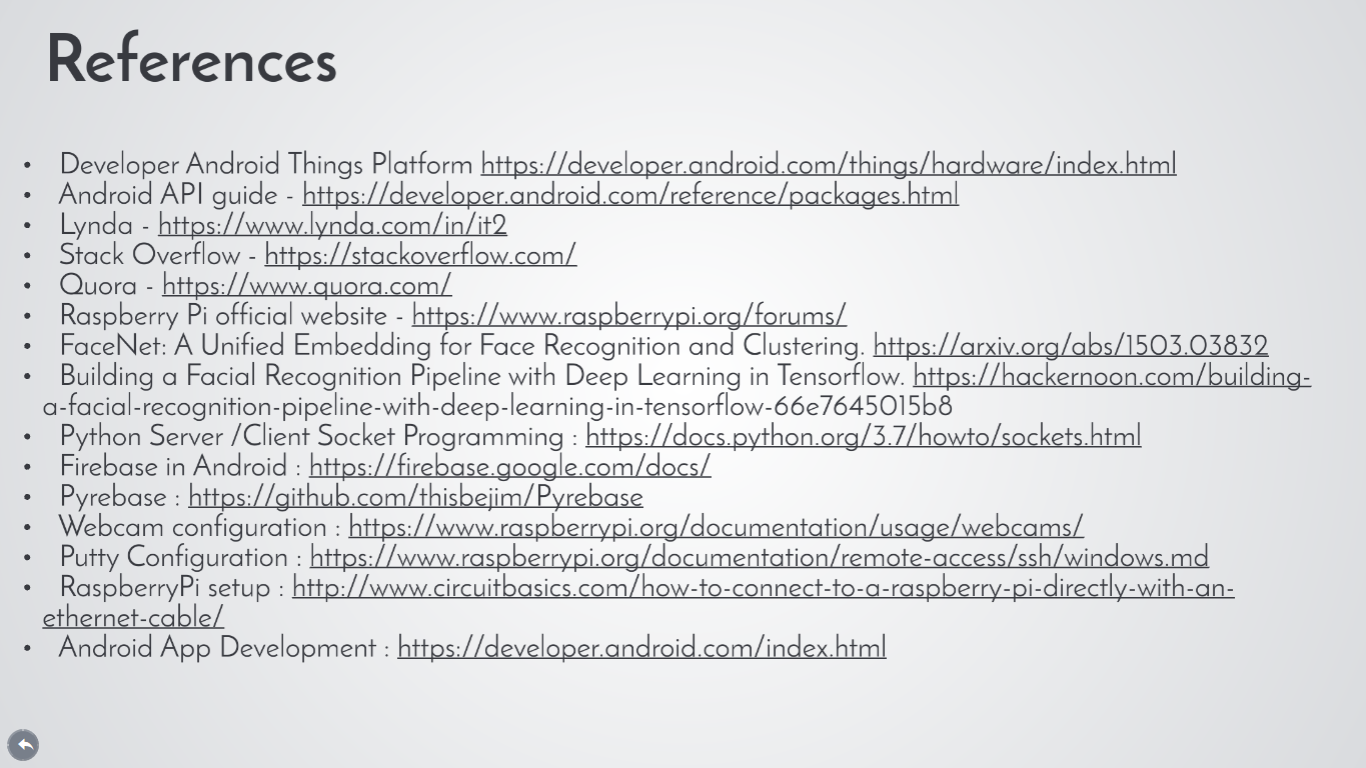 References
• Developer Android Things Platform https://developer.android.com/things/hardware/index.html
• Android API guide - https://developer.android.com/reference/packages.html
• Lynda - https://www.lynda.com/in/it2
• Stack Overflow - https://stackoverflow.com/
• Quora - https://www.quora.com/
• Raspberry Pi official website - https://www.raspberrypi.org/forums/
• FaceNet: A Unified Embedding for Face Recognition and Clustering. https://arxiv.org/abs/1503.03832
• Building a Facial Recognition Pipeline with Deep Learning in Tensorflow. https://hackernoon.com/building-
a-facial-recognition-pipeline-with-deep-learning-in-tensorflow-66e7645015b8
• Python Server /Client Socket Programming : https://docs.python.org/3.7/howto/sockets.html
• Firebase in Android : https://firebase.google.com/docs/
• Pyrebase : https://github.com/thisbejim/Pyrebase
• Webcam configuration : https://www.raspberrypi.org/documentation/usage/webcams/
• Putty Configuration : https://www.raspberrypi.org/documentation/remote-access/ssh/windows.md
• RaspberryPi setup : http://www.circuitbasics.com/how-to-connect-to-a-raspberry-pi-directly-with-an-
ethernet-cable/
• Android App Development : https://developer.android.com/index.html